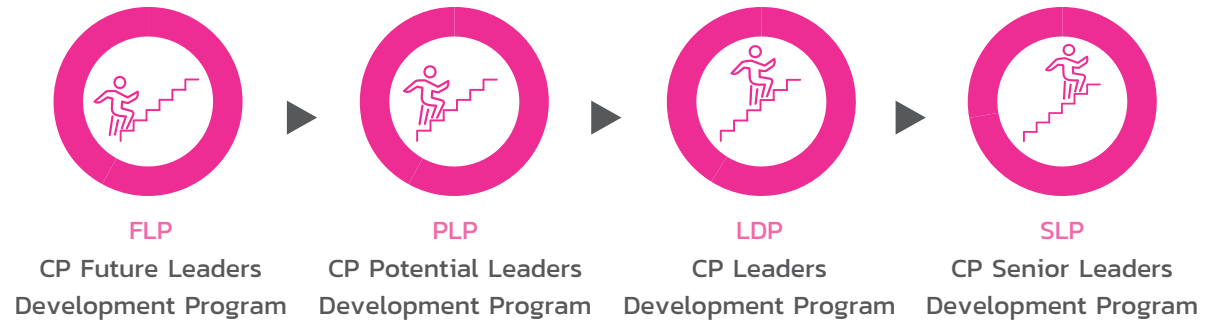 FLP
CP Future Leaders
Development Program
PLP
CP Potential Leaders
Development Program
LDP
CP Leaders
Development Program
SLP
CP Senior Leaders
Development Program